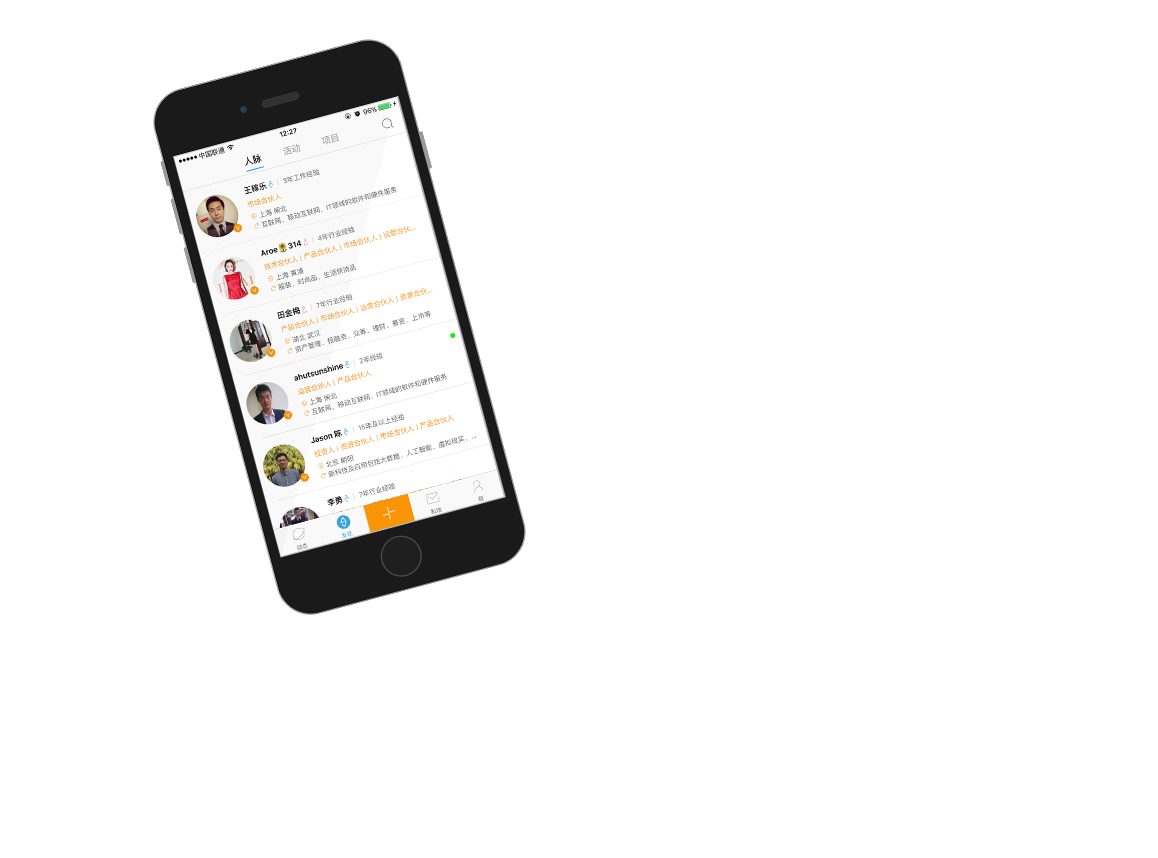 中国联通
12:27
96%
人脉 活动 项目
王稼乐 3年工作经验
市场合伙人
上海 闸北
互联网、移动互联网、IT领域的软件和硬件服务
Aroe 314 4年行业经验
技术合伙人 | 产品合伙人 | 市场合伙人 | 运营合伙...
上海 黄浦
服装、时尚品、生活快消品
7年行业经验
产品合伙人 | 市场合伙人 | 运营合伙人 | 资源合伙...
湖北 武汉
资产管理、投融资、众筹、理财、募资、上市等
ahutsunshine 2年经验
运营合伙人 | 产品合伙人
上海 闸北
互联网、移动互联网、IT领域的软件和硬件服务
Jason 陈 15年及以上经验
投资人 | 资源合伙人 | 市场合伙人 | 产品合伙人
北京 朝阳
新科技及应用包括大数据、人工智能、虚拟现实、...
李勇 7年行业经验
动态 发现 私信 我